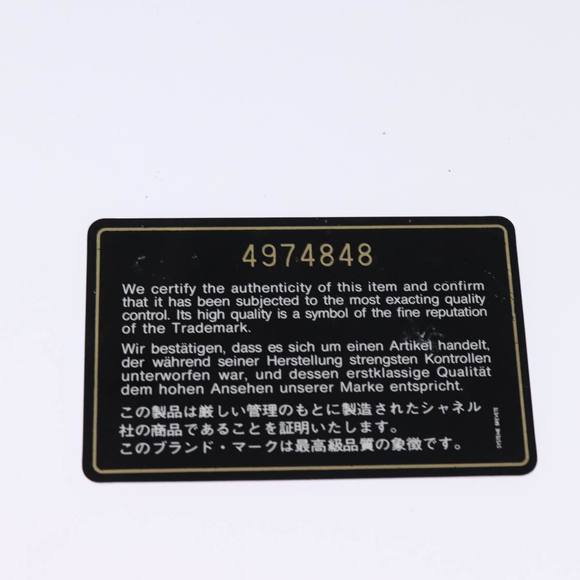 4974848
We certify the authenticity of this item and confirm
that it has been subjected to the most exacting quality
control. Its high quality is a symbol of the fine reputation
of the Trademark.
Wir bestätigen, dass es sich um einen Artikel handelt,
der während seiner Herstellung strengsten Kontrollen
unterworfen war, und dessen erstklassige Qualität
dem hohen Ansehen unserer Marke entspricht.
この製品は厳しい管理のもとに製造されたシャネル
社の商品であることを証明いたします。
このブランド・マークは最高級品質の象徴です。
SYSTEME BREVETE